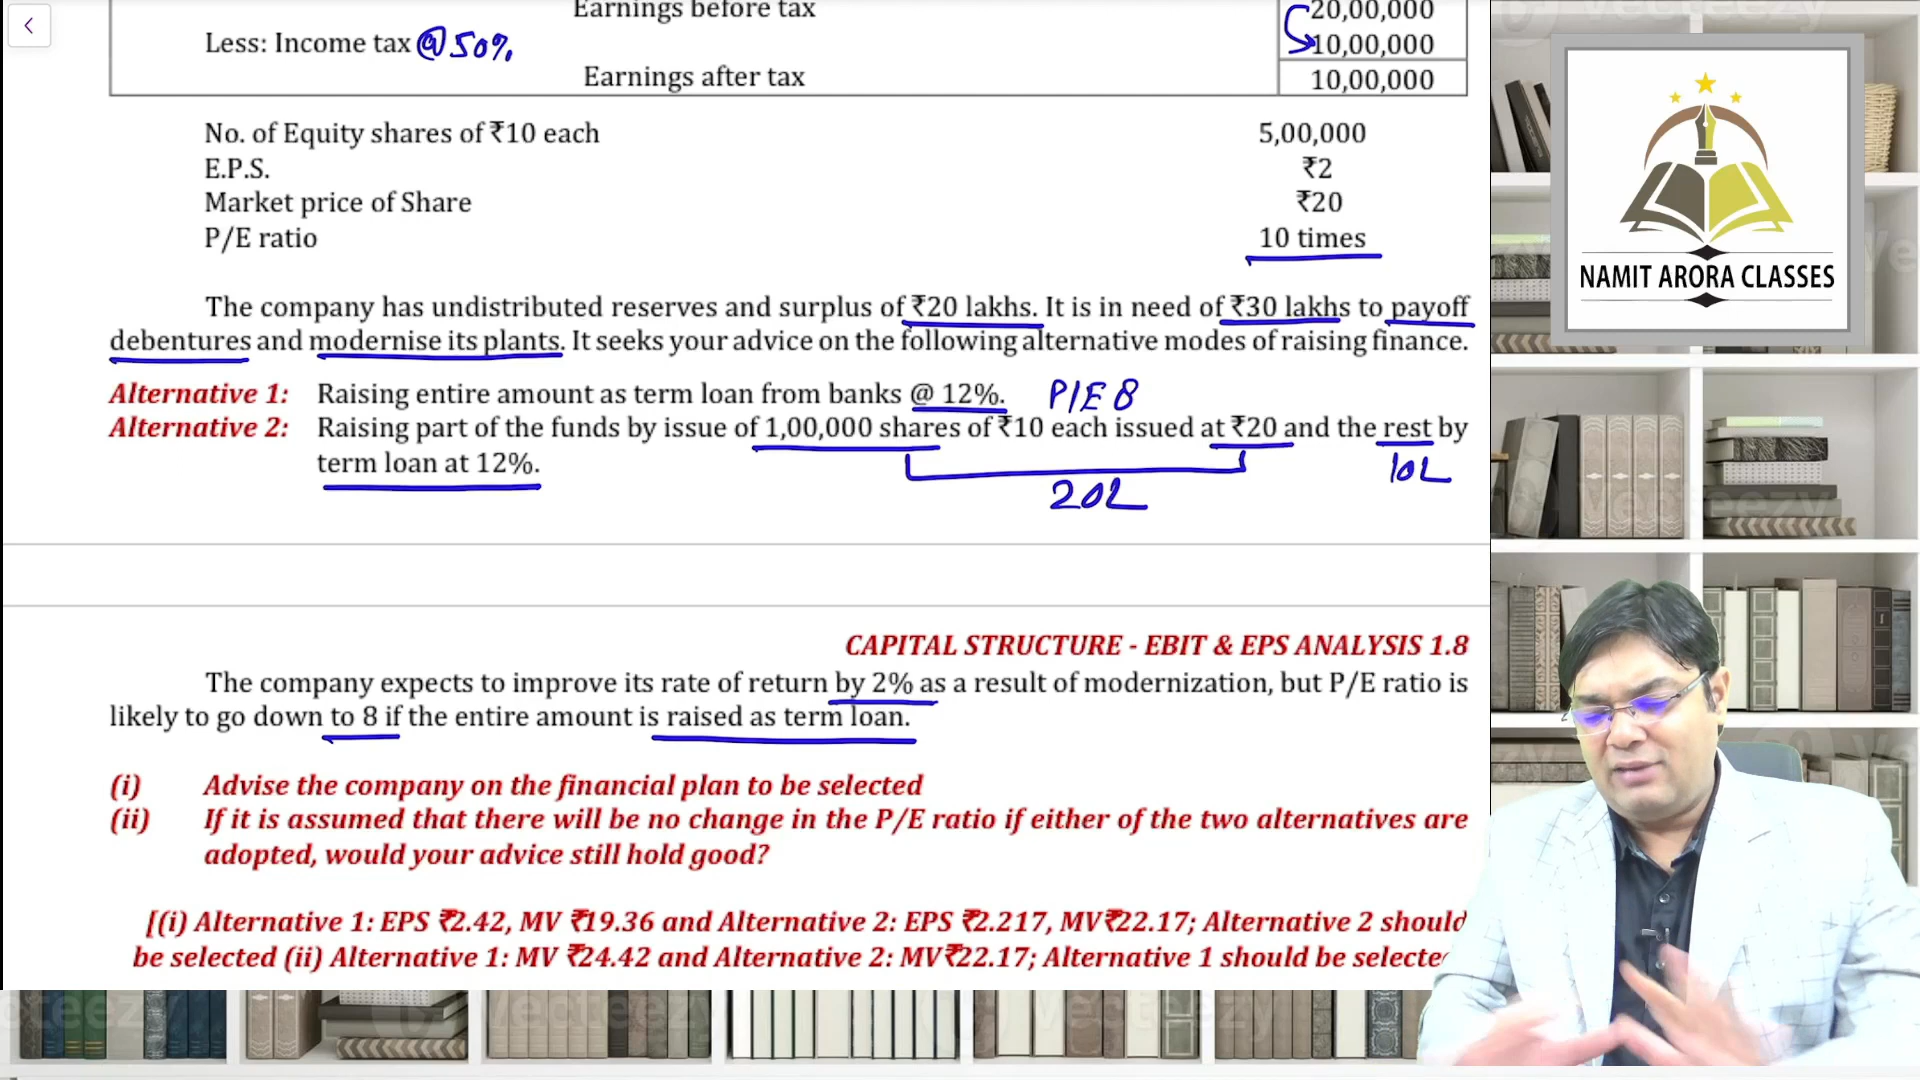 Earnings before tax 20,00,000
Less: Income tax @50% 10,00,000
Earnings after tax 10,00,000
No. of Equity shares of ₹10 each 5,00,000
E.P.S. ₹2
Market price of Share ₹20
P/E ratio 10 times
The company has undistributed reserves and surplus of ₹20 lakhs. It is in need of ₹30 lakhs to payoff
debentures and modernise its plants. It seeks your advice on the following alternative modes of raising finance.
Alternative 1: Raising entire amount as term loan from banks @ 12%. P/E 8
Alternative 2: Raising part of the funds by issue of 1,00,000 shares of ₹10 each issued at ₹20 and the rest by
term loan at 12%.
10L
20L
CAPITAL STRUCTURE - EBIT & EPS ANALYSIS 1.8
The company expects to improve its rate of return by 2% as a result of modernization, but P/E ratio is
likely to go down to 8 if the entire amount is raised as term loan.
(i) Advise the company on the financial plan to be selected
(ii) If it is assumed that there will be no change in the P/E ratio if either of the two alternatives are
adopted, would your advice still hold good?
[(i) Alternative 1: EPS ₹2.42, MV ₹19.36 and Alternative 2: EPS ₹2.217, MV₹22.17; Alternative 2 should
be selected (ii) Alternative 1: MV ₹24.42 and Alternative 2: MV₹22.17; Alternative 1 should be selecte
NAMIT ARORA CLASSES